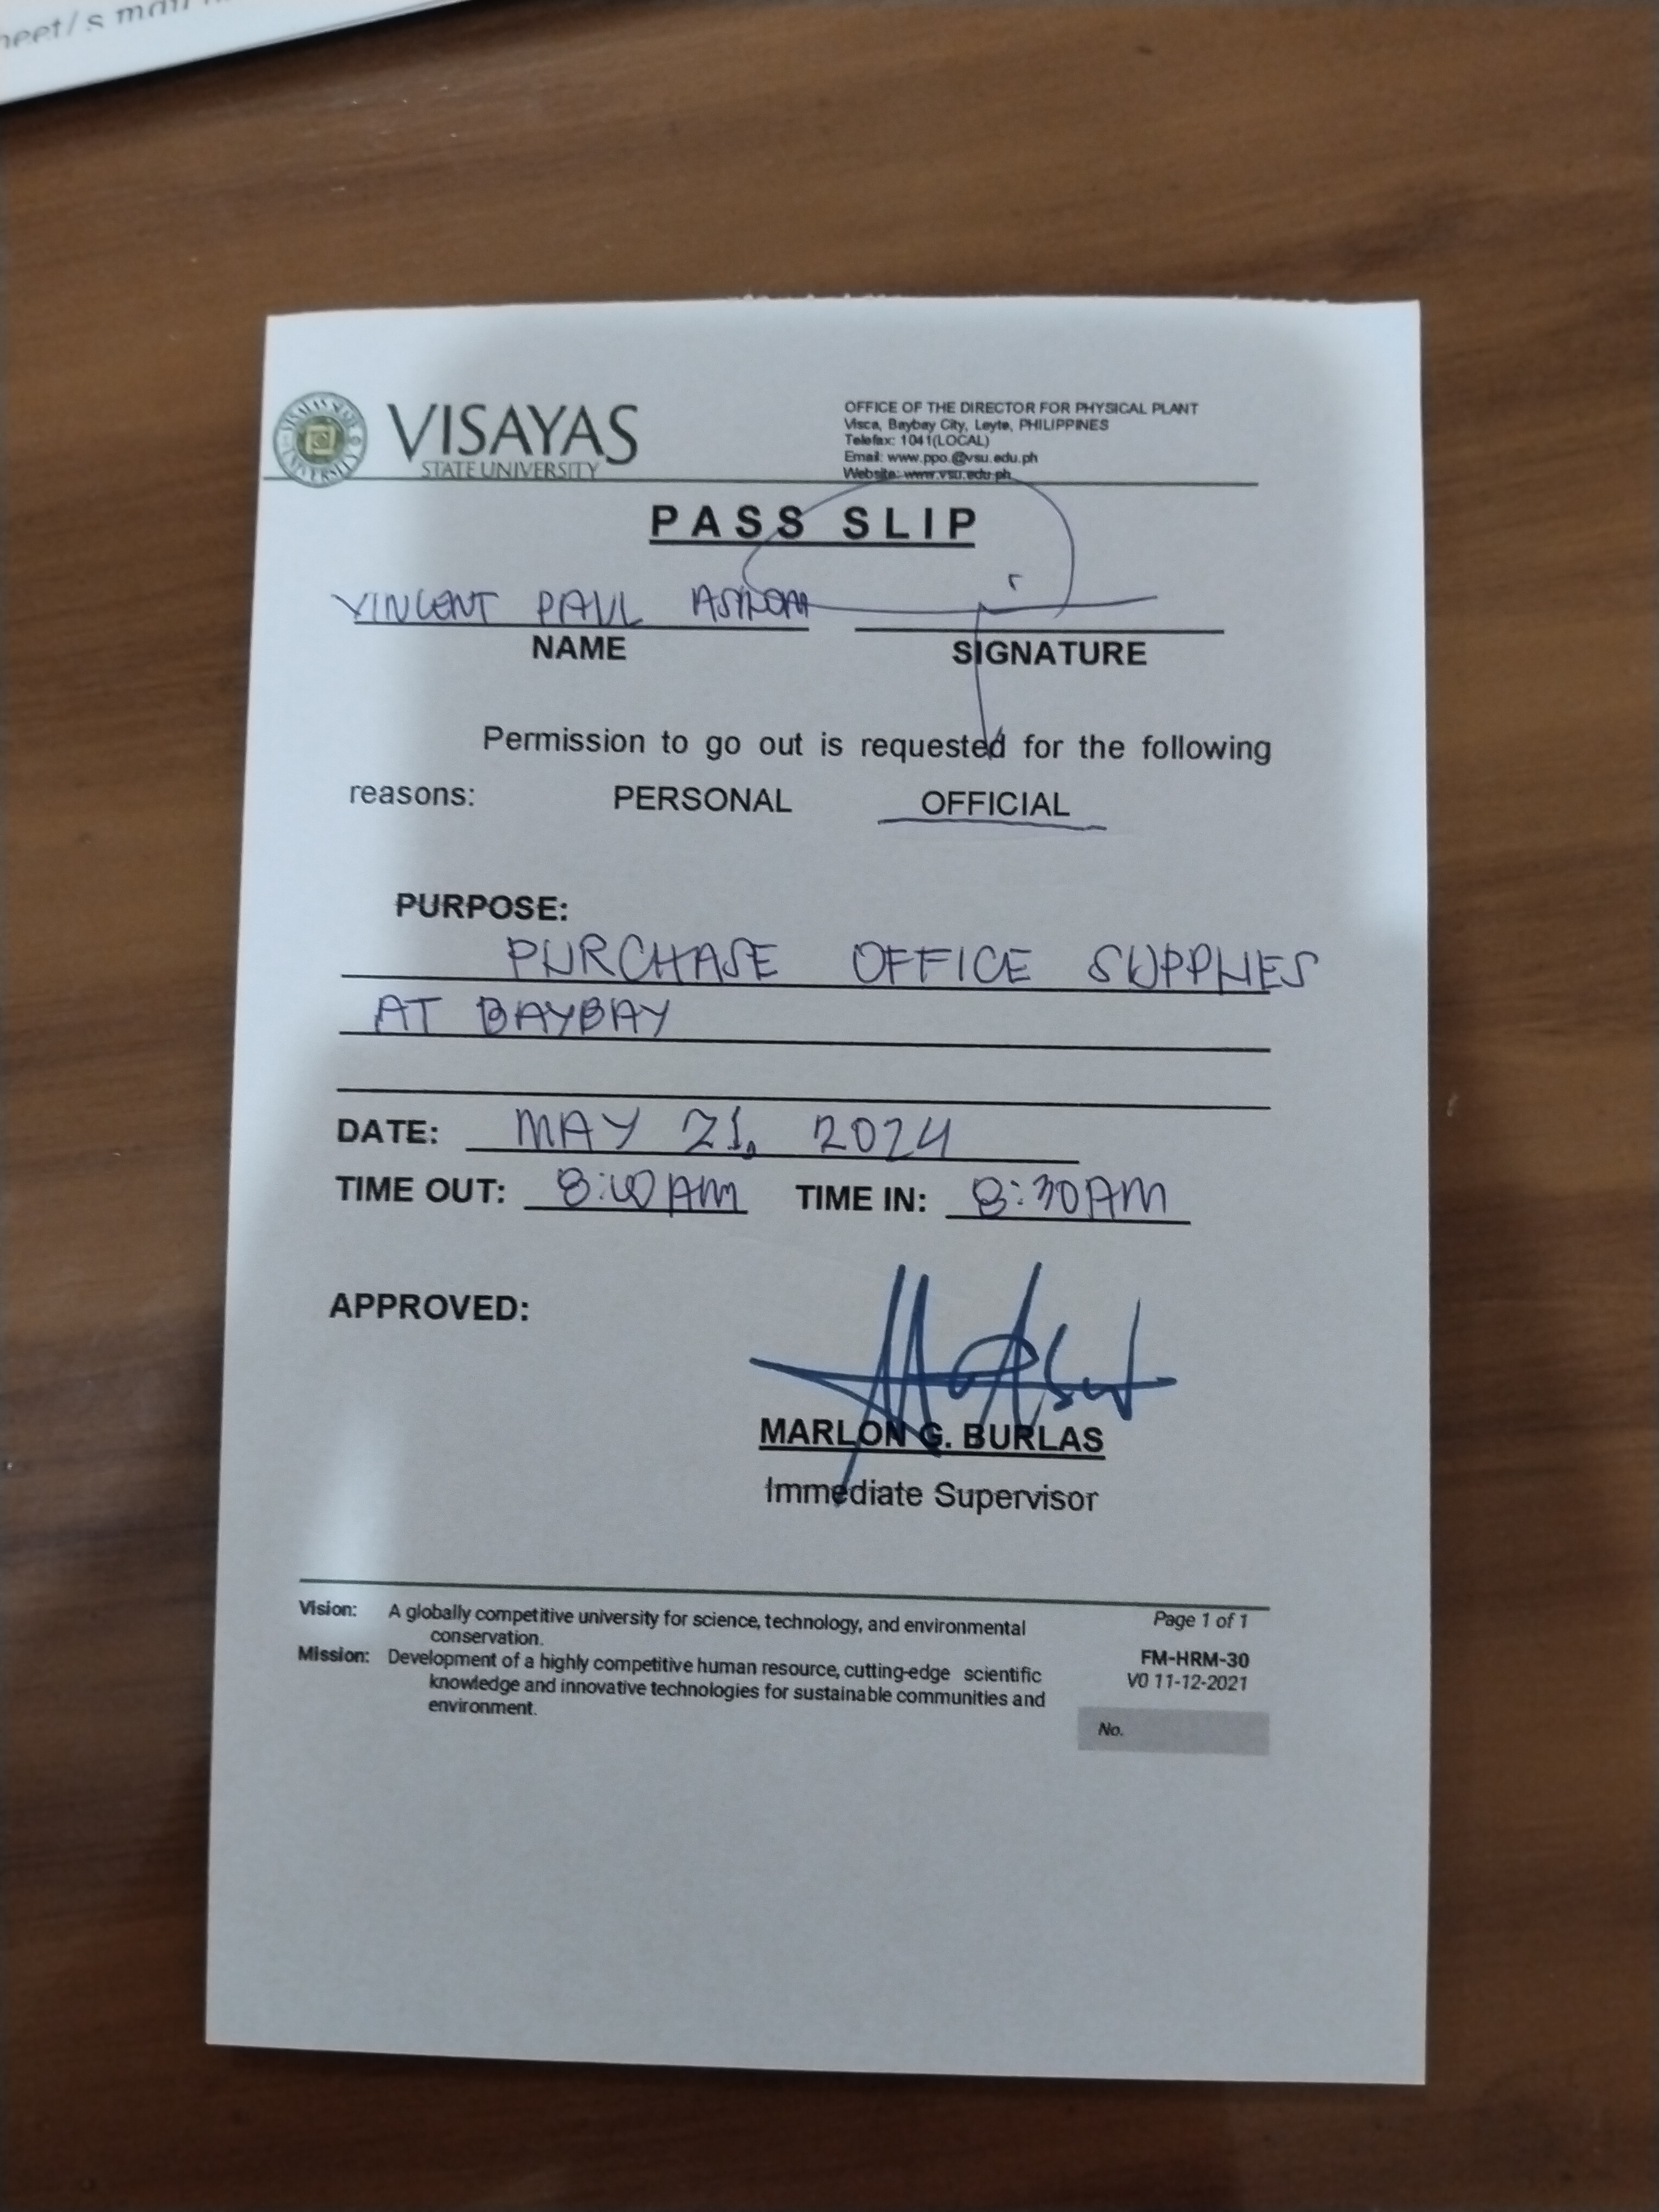 VISAYAS
STATE UNIVERSITY
OFFICE OF THE DIRECTOR FOR PHYSICAL PLANT
Visca, Baybay City, Leyte, PHILIPPINES
Telefax: 1041(LOCAL)
Email: www.ppo.@vsu.edu.ph
Website: www.vsu.edu.ph
PASS SLIP
VINCENT PAUL
NAME SIGNATURE
Permission to go out is requested for the following
reasons: PERSONAL OFFICIAL
PURPOSE:
PURCHASE OFFICE SUPPLIES
AT BAYBAY
DATE: MAY 21, 2024
TIME OUT: 8:00 AM TIME IN: 8:30 AM
APPROVED:
MARLON G. BURLAS
Immediate Supervisor
Vision: A globally competitive university for science, technology, and environmental
conservation.
Mission: Development of a highly competitive human resource, cutting-edge scientific
knowledge and innovative technologies for sustainable communities and
environment.
Page 1 of 1
FM-HRM-30
V0 11-12-2021
No.